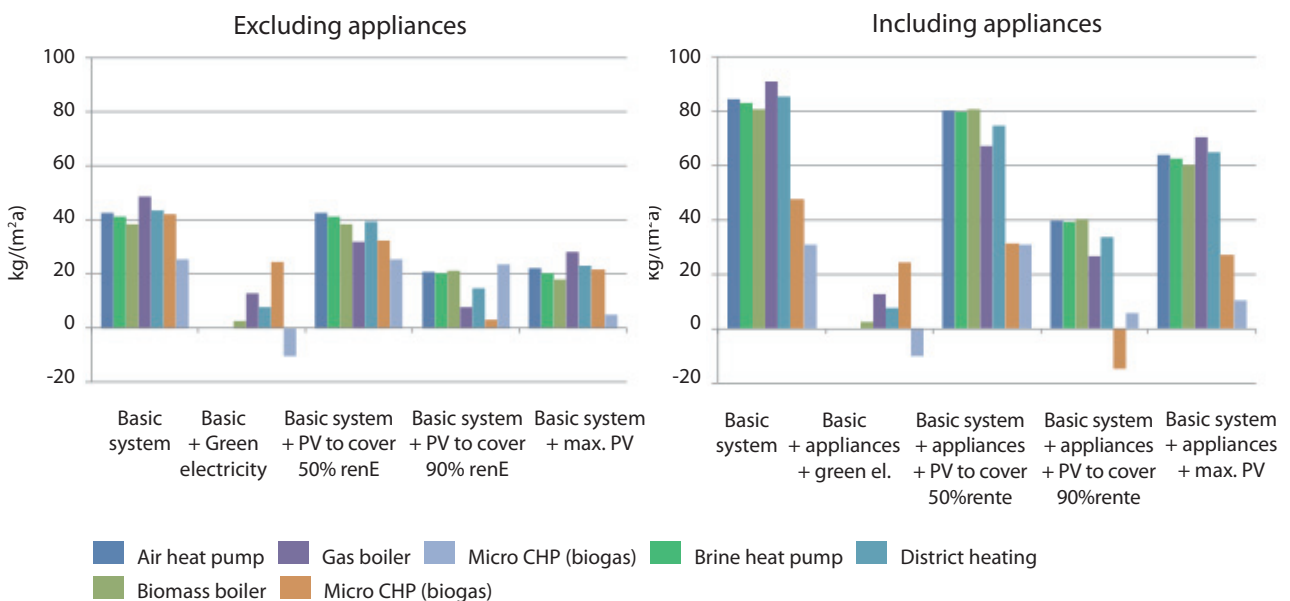 Excluding appliances
100
80
60
40
20
0
-20
kg/(m²a)
Basic
system
Basic
+ Green
electricity
Basic system
+ PV to cover
50% renE
Basic system
+ PV to cover
90% renE
Basic system
+ max. PV
Including appliances
100
80
60
40
20
0
-20
kg/(m²a)
Basic
system
Basic
+ appliances
+ green el.
Basic system
+ appliances
+ PV to cover
50%rente
Basic system
+ appliances
+ PV to cover
90%rente
Basic system
+ appliances
+ max. PV
Air heat pump
Gas boiler
Micro CHP (biogas)
Brine heat pump
District heating
Biomass boiler
Micro CHP (biogas)